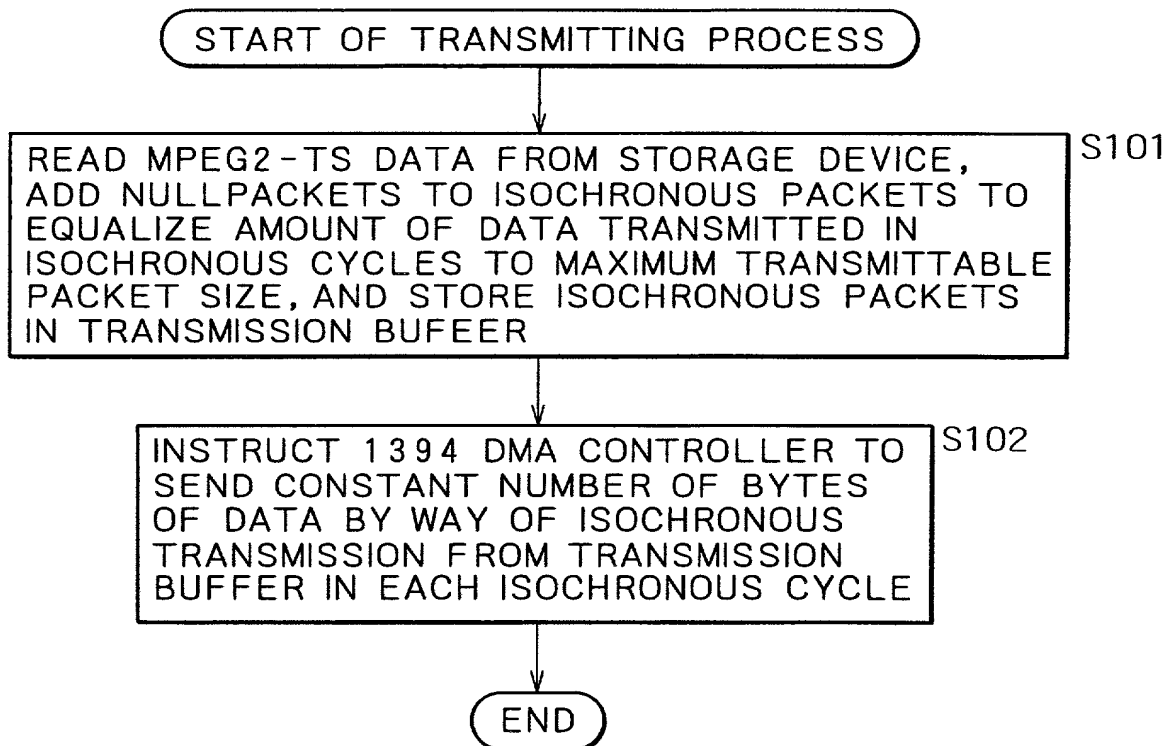 START OF TRANSMITTING PROCESS
S101
READ MPEG2-TS DATA FROM STORAGE DEVICE,
ADD NULLPACKETS TO ISOCHRONOUS PACKETS TO
EQUALIZE AMOUNT OF DATA TRANSMITTED IN
ISOCHRONOUS CYCLES TO MAXIMUM TRANSMITTABLE
PACKET SIZE, AND STORE ISOCHRONOUS PACKETS
IN TRANSMISSION BUFEER
S102
INSTRUCT 1394 DMA CONTROLLER TO
SEND CONSTANT NUMBER OF BYTES
OF DATA BY WAY OF ISOCHRONOUS
TRANSMISSION FROM TRANSMISSION
BUFFER IN EACH ISOCHRONOUS CYCLE
END